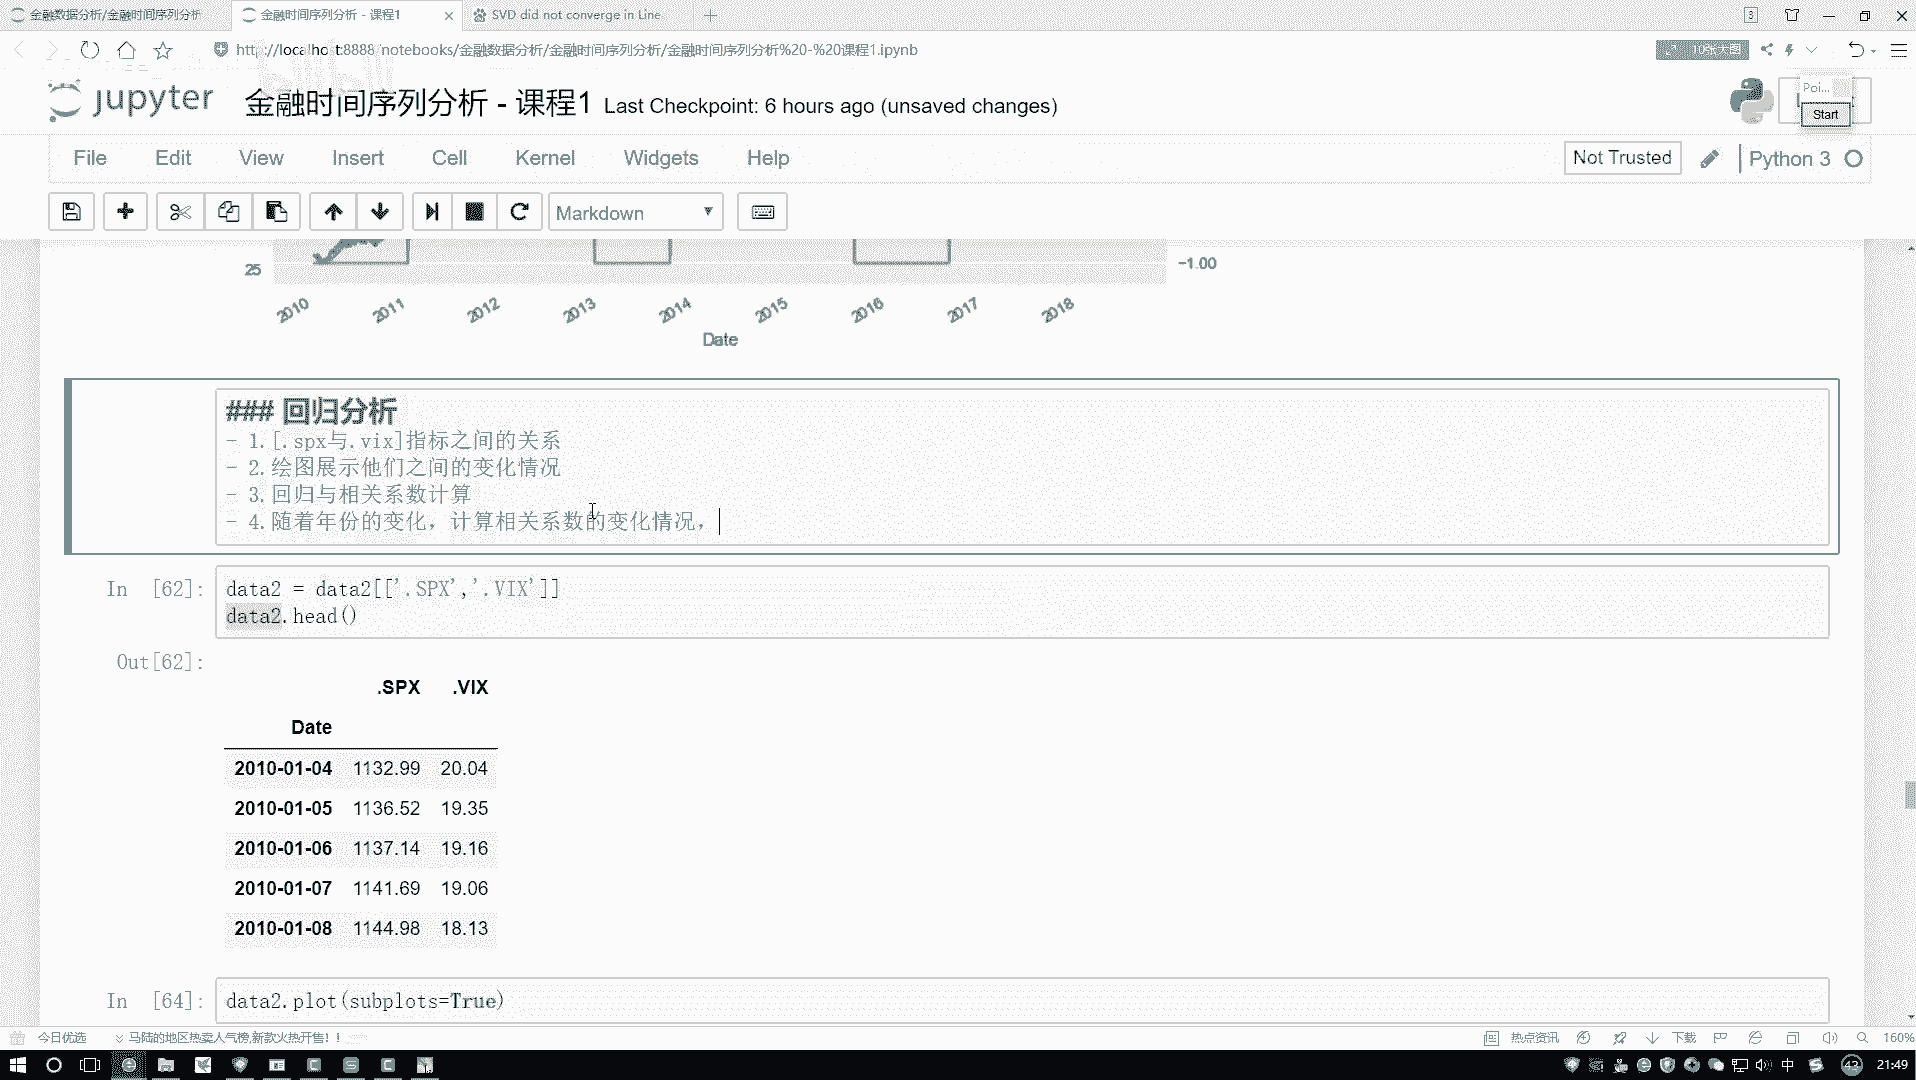 金融数据分析/金融时间序列分析
金融时间序列分析 - 课程1
SVD did not converge in Line
3
http://localhost:8888/notebooks/金融数据分析/金融时间序列分析/金融时间序列分析%20-%20课程1.ipynb
10张大图
jupyter
金融时间序列分析 - 课程1 Last Checkpoint: 6 hours ago (unsaved changes)
Poi...
Start
File Edit View Insert Cell Kernel Widgets Help
Not Trusted
Python 3
Markdown
25
−1.00
2010 2011 2012 2013 2014 2015 2016 2017 2018
Date
### 回归分析
- 1.[.spx与.vix]指标之间的关系
- 2.绘图展示他们之间的变化情况
- 3.回归与相关系数计算
- 4.随着年份的变化，计算相关系数的变化情况，
In [62]:
data2 = data2[['.SPX','.VIX']]
data2.head()
Out[62]:
.SPX .VIX
Date
2010-01-04 1132.99 20.04
2010-01-05 1136.52 19.35
2010-01-06 1137.14 19.16
2010-01-07 1141.69 19.06
2010-01-08 1144.98 18.13
In [64]:
data2.plot(subplots=True)
今日优选
马陆的地区热卖人气榜,新款火热开售！!
热点资讯
下载
160%
中
43
21:49